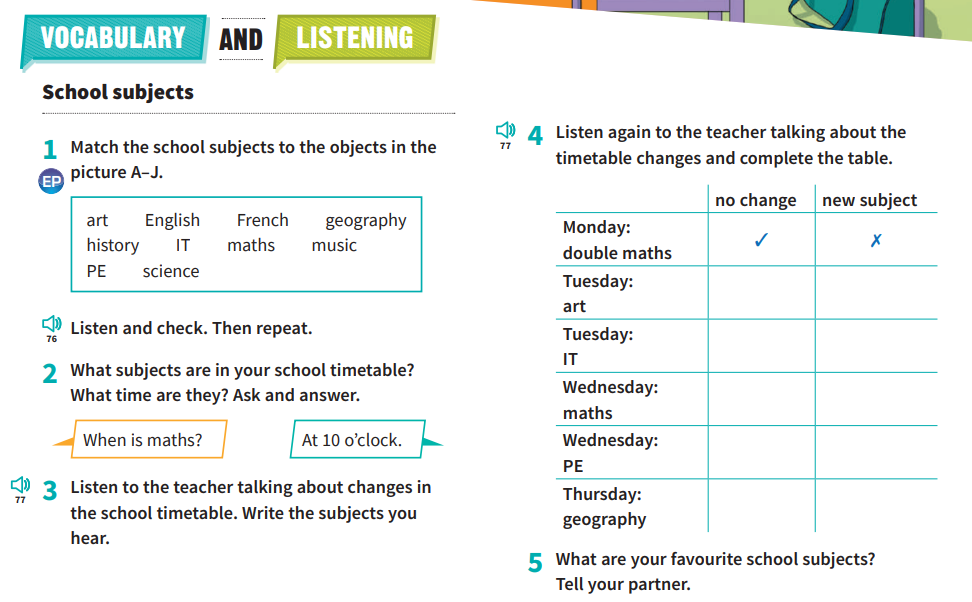 VOCABULARY AND LISTENING
School subjects
1 Match the school subjects to the objects in the
EP picture A–J.
art English French geography
history IT maths music
PE science
76 Listen and check. Then repeat.
2 What subjects are in your school timetable?
What time are they? Ask and answer.
When is maths? At 10 o'clock.
77 3 Listen to the teacher talking about changes in
the school timetable. Write the subjects you
hear.
77 4 Listen again to the teacher talking about the
timetable changes and complete the table.
no change new subject
Monday:
double maths ✓ ✗
Tuesday:
art
Tuesday:
IT
Wednesday:
maths
Wednesday:
PE
Thursday:
geography
5 What are your favourite school subjects?
Tell your partner.